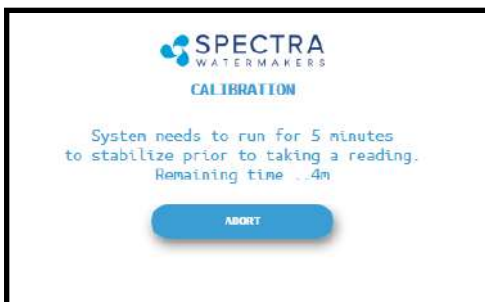 SPECTRA
WATERMAKERS
CALIBRATION
System needs to run for 5 minutes
to stabilize prior to taking a reading.
Remaining time ..4m
ABORT